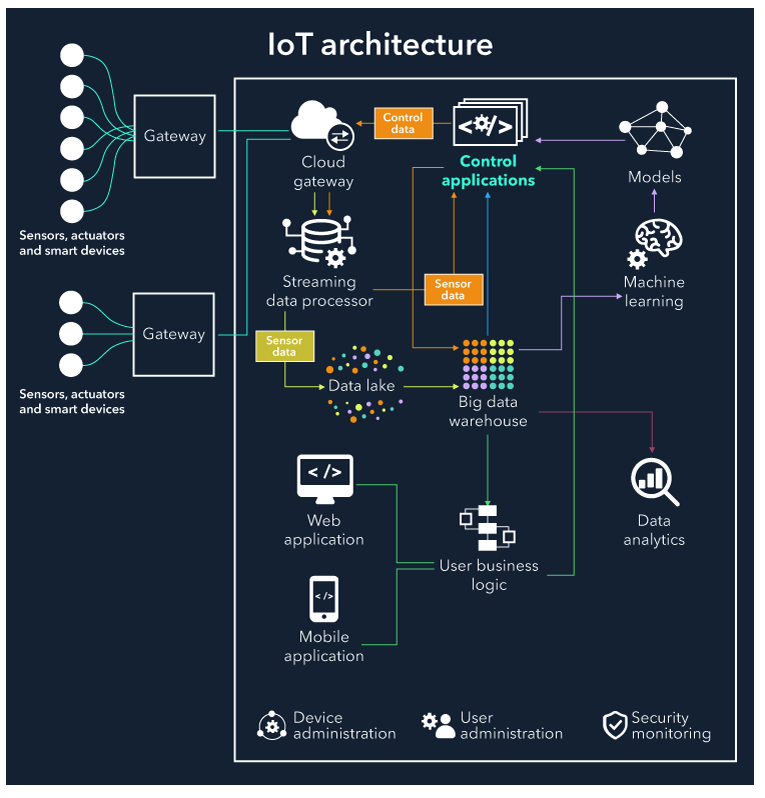 IoT architecture
Gateway
Sensors, actuators
and smart devices
Gateway
Sensors, actuators
and smart devices
Cloud
gateway
Control
data
</>
Control
applications
Models
Streaming
data processor
Sensor
data
Machine
learning
Sensor
data
Data lake
Big data
warehouse
</>
Web
application
User business
logic
Data
analytics
</>
Mobile
application
Device
administration
User
administration
Security
monitoring